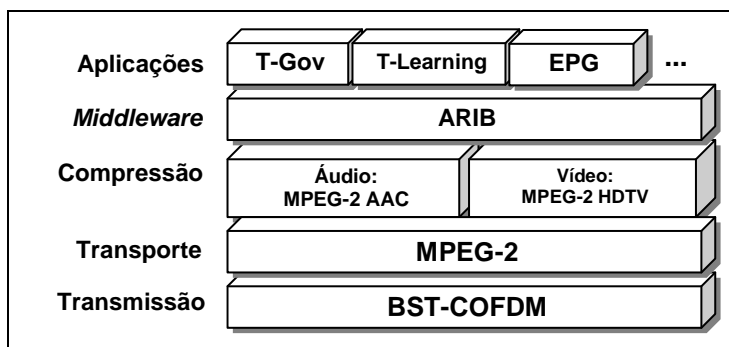 Aplicações T-Gov T-Learning EPG ...
Middleware ARIB
Compressão Áudio: Vídeo:
MPEG-2 AAC MPEG-2 HDTV
Transporte MPEG-2
Transmissão BST-COFDM